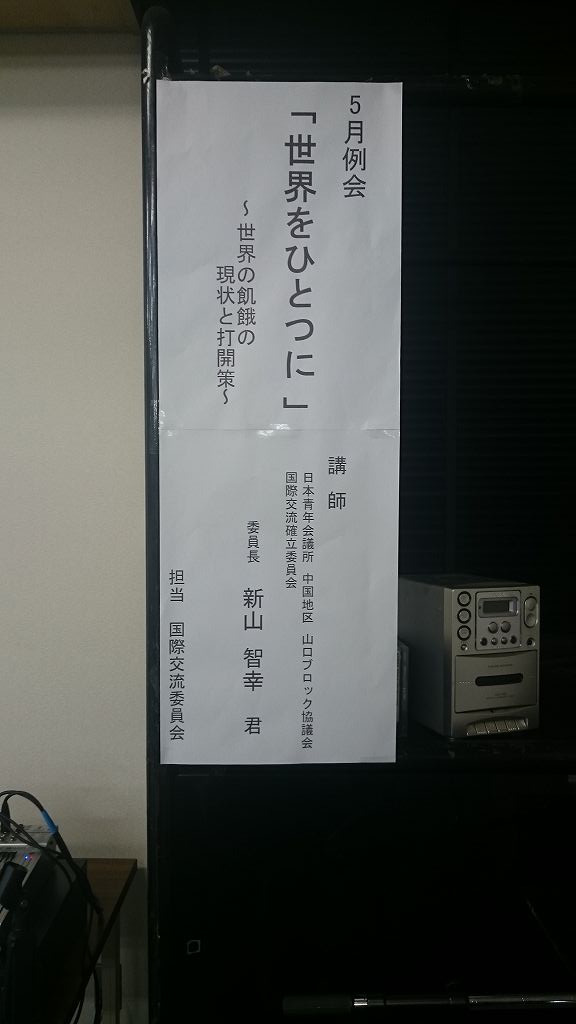 5月例会
「世界をひとつに」
～世界の飢餓の
現状と打開策～
講師
日本青年会議所 中国地区 山口ブロック協議会
国際交流確立委員会
委員長 新山 智幸 君
担当 国際交流委員会